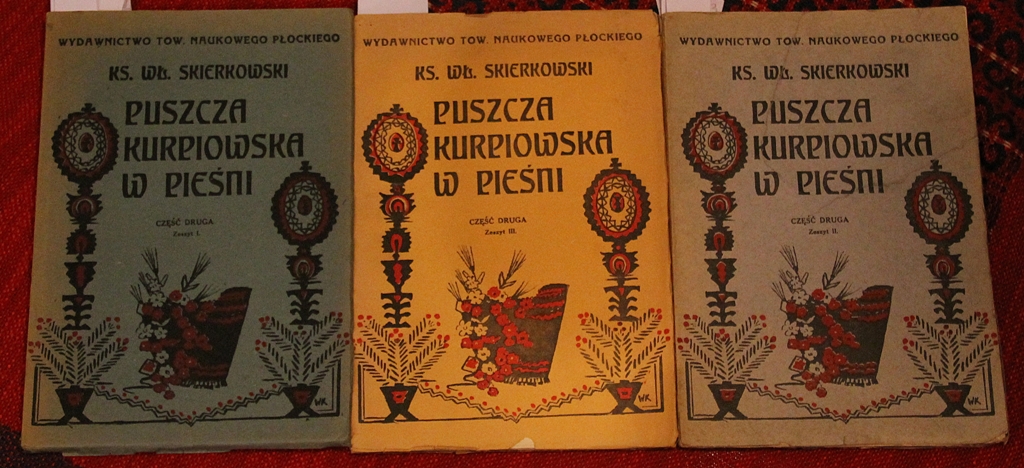 WYDAWNICTWO TOW. NAUKOWEGO PŁOCKIEGO
KS. WŁ. SKIERKOWSKI
PUSZCZA
KURPIOWSKA
W PIEŚNI
CZĘŚĆ DRUGA
Zeszyt I.
WK
WYDAWNICTWO TOW. NAUKOWEGO PŁOCKIEGO
KS. WŁ. SKIERKOWSKI
PUSZCZA
KURPIOWSKA
W PIEŚNI
CZĘŚĆ DRUGA
Zeszyt III.
WK
WYDAWNICTWO TOW. NAUKOWEGO PŁOCKIEGO
KS. WŁ. SKIERKOWSKI
PUSZCZA
KURPIOWSKA
W PIEŚNI
CZĘŚĆ DRUGA
Zeszyt II.
WK